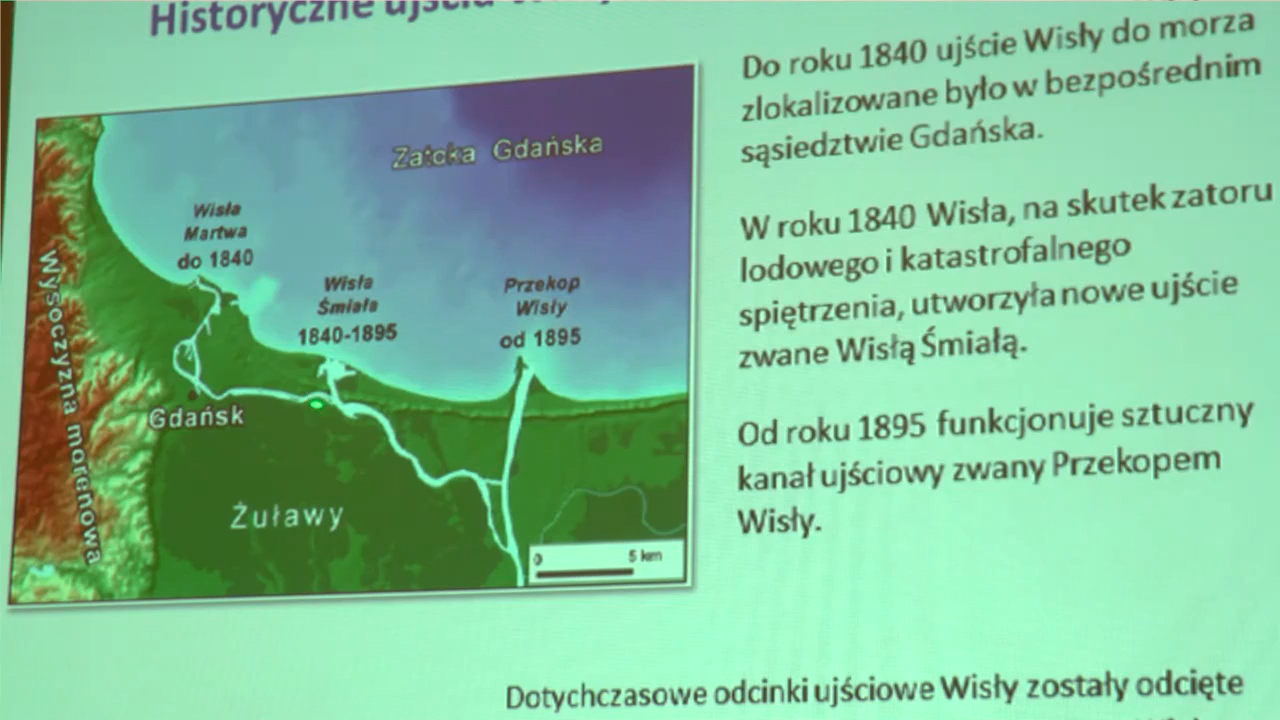 Historyczne ujścia
Do roku 1840 ujście Wisły do morza
zlokalizowane było w bezpośrednim
sąsiedztwie Gdańska.
W roku 1840 Wisła, na skutek zatoru
lodowego i katastrofalnego
spiętrzenia, utworzyła nowe ujście
zwane Wisłą Śmiałą.
Od roku 1895 funkcjonuje sztuczny
kanał ujściowy zwany Przekopem
Wisły.
Zatoka Gdańska
Wisła
Martwa
do 1840
Wisła
Śmiała
1840-1895
Przekop
Wisły
od 1895
Wysoczyzna morenowa
Gdańsk
Żuławy
0 5 km
Dotychczasowe odcinki ujściowe Wisły zostały odcięte